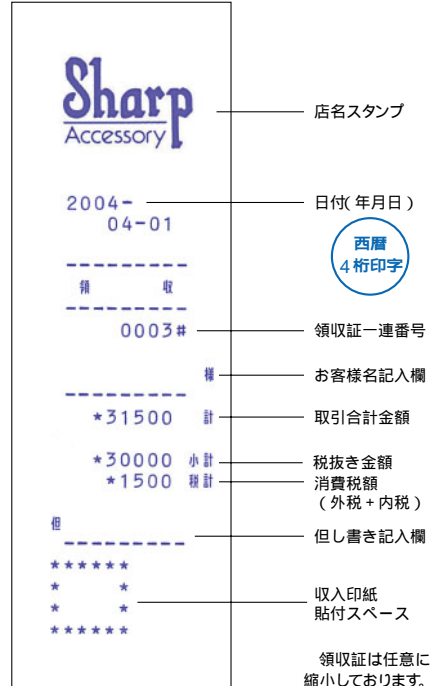 Sharp
Accessory
店名スタンプ
2004-
04-01
日付(年月日)
西暦
4桁印字
---------
領 収
---------
0003#
領収証一連番号
様
お客様名記入欄
---------
*31500 計
取引合計金額
*30000 小計
税抜き金額
*1500 税計
消費税額
(外税+内税)
但
---------
但し書き記入欄
******
* *
* *
******
収入印紙
貼付スペース
領収証は任意に
縮小しております。